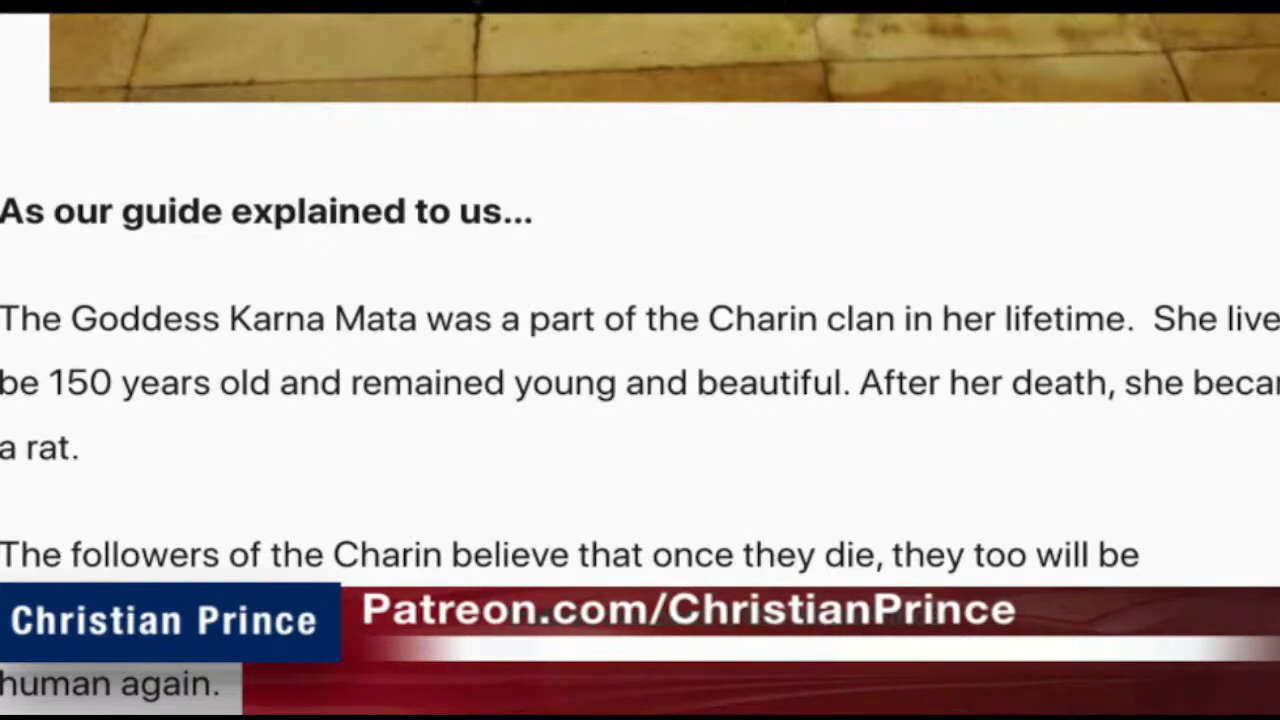 As our guide explained to us...
The Goddess Karna Mata was a part of the Charin clan in her lifetime. She live
be 150 years old and remained young and beautiful. After her death, she becar
a rat.
The followers of the Charin believe that once they die, they too will be
Christian Prince
Patreon.com/ChristianPrince
human again.